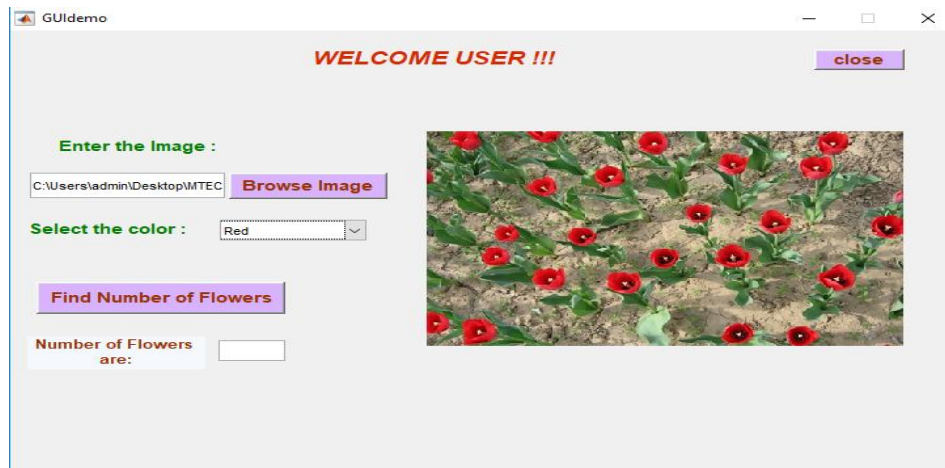 GUIdemo
WELCOME USER !!!
close
Enter the Image :
C:\Users\admin\Desktop\MTEC
Browse Image
Select the color :
Red
Find Number of Flowers
Number of Flowers
are: